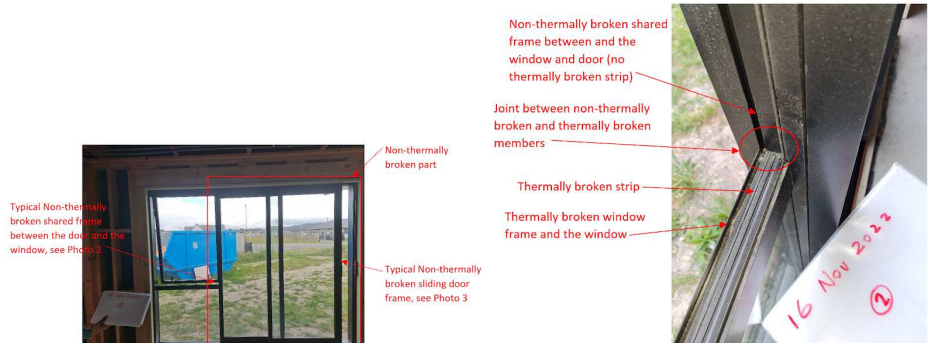 Non-thermally
broken part
Typical Non-thermally
broken shared frame
between the door and the
window, see Photo 2
Typical Non-thermally
broken sliding door
frame, see Photo 3
Non-thermally broken shared
frame between and the
window and door (no
thermally broken strip)
Joint between non-thermally
broken and thermally broken
members
Thermally broken strip
Thermally broken window
frame and the window
16 Nov 2022
2